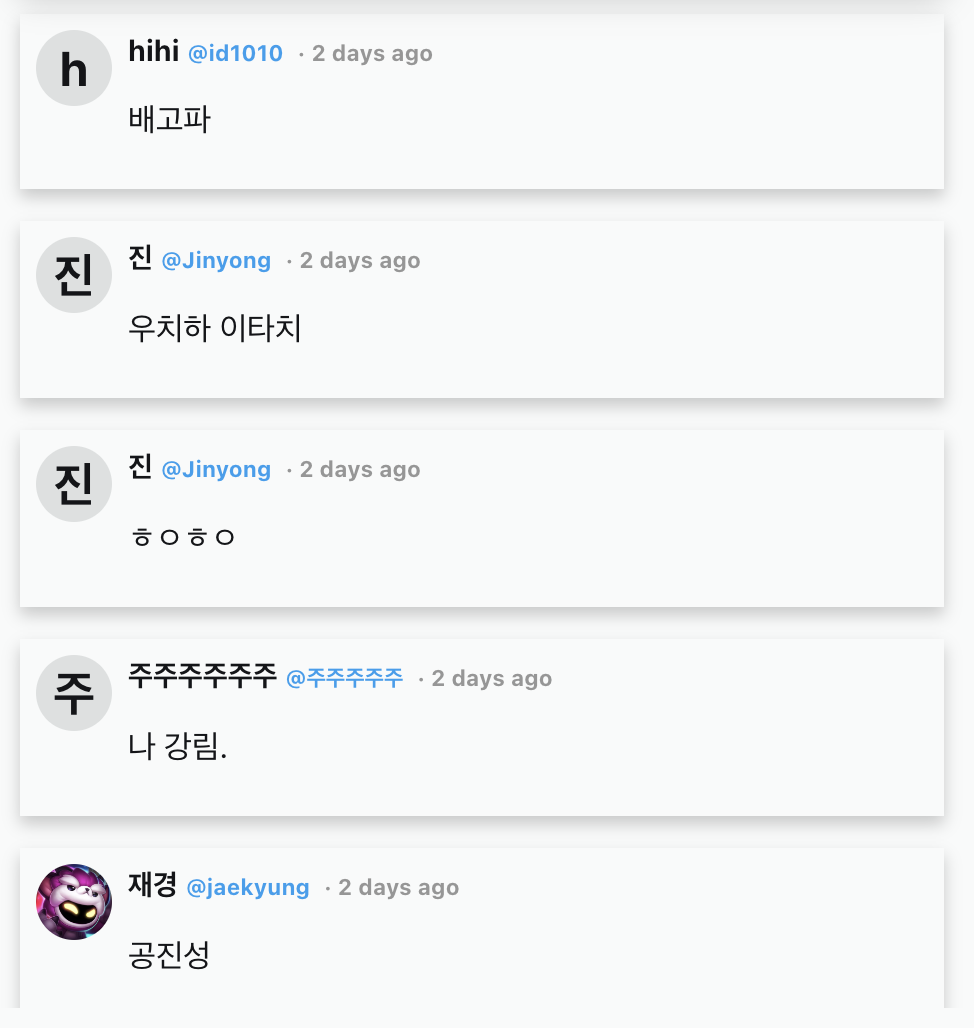 h
hihi @id1010 · 2 days ago
배고파
진
진 @Jinyong · 2 days ago
우치하 이타치
진
진 @Jinyong · 2 days ago
ㅎㅇㅎㅇ
주
주주주주주주 @주주주주주 · 2 days ago
나 강림.
재경 @jaekyung · 2 days ago
공진성